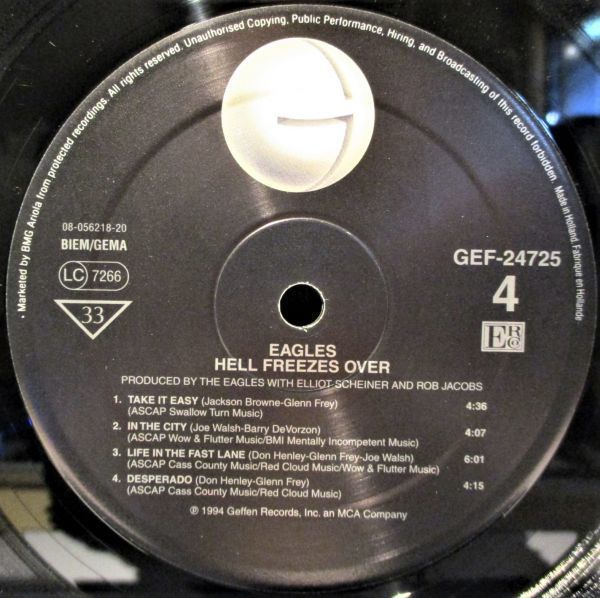 • Marketed by BMG Ariola from protected recordings. All rights reserved. Unauthorised Copying, Public Performance, Hiring, and Broadcasting of this record forbidden. Made in Holland. Fabriqué en Hollande
08-056218-20
BIEM/GEMA
LC 7266
33
GEF-24725
4
E R Co
EAGLES
HELL FREEZES OVER
PRODUCED BY THE EAGLES WITH ELLIOT SCHEINER AND ROB JACOBS
1. TAKE IT EASY (Jackson Browne-Glenn Frey) 4:36
(ASCAP Swallow Turn Music)
2. IN THE CITY (Joe Walsh-Barry DeVorzon) 4:07
(ASCAP Wow & Flutter Music/BMI Mentally Incompetent Music)
3. LIFE IN THE FAST LANE (Don Henley-Glenn Frey-Joe Walsh) 6:01
(ASCAP Cass County Music/Red Cloud Music/Wow & Flutter Music)
4. DESPERADO (Don Henley-Glenn Frey) 4:15
(ASCAP Cass County Music/Red Cloud Music)
℗ 1994 Geffen Records, Inc. an MCA Company